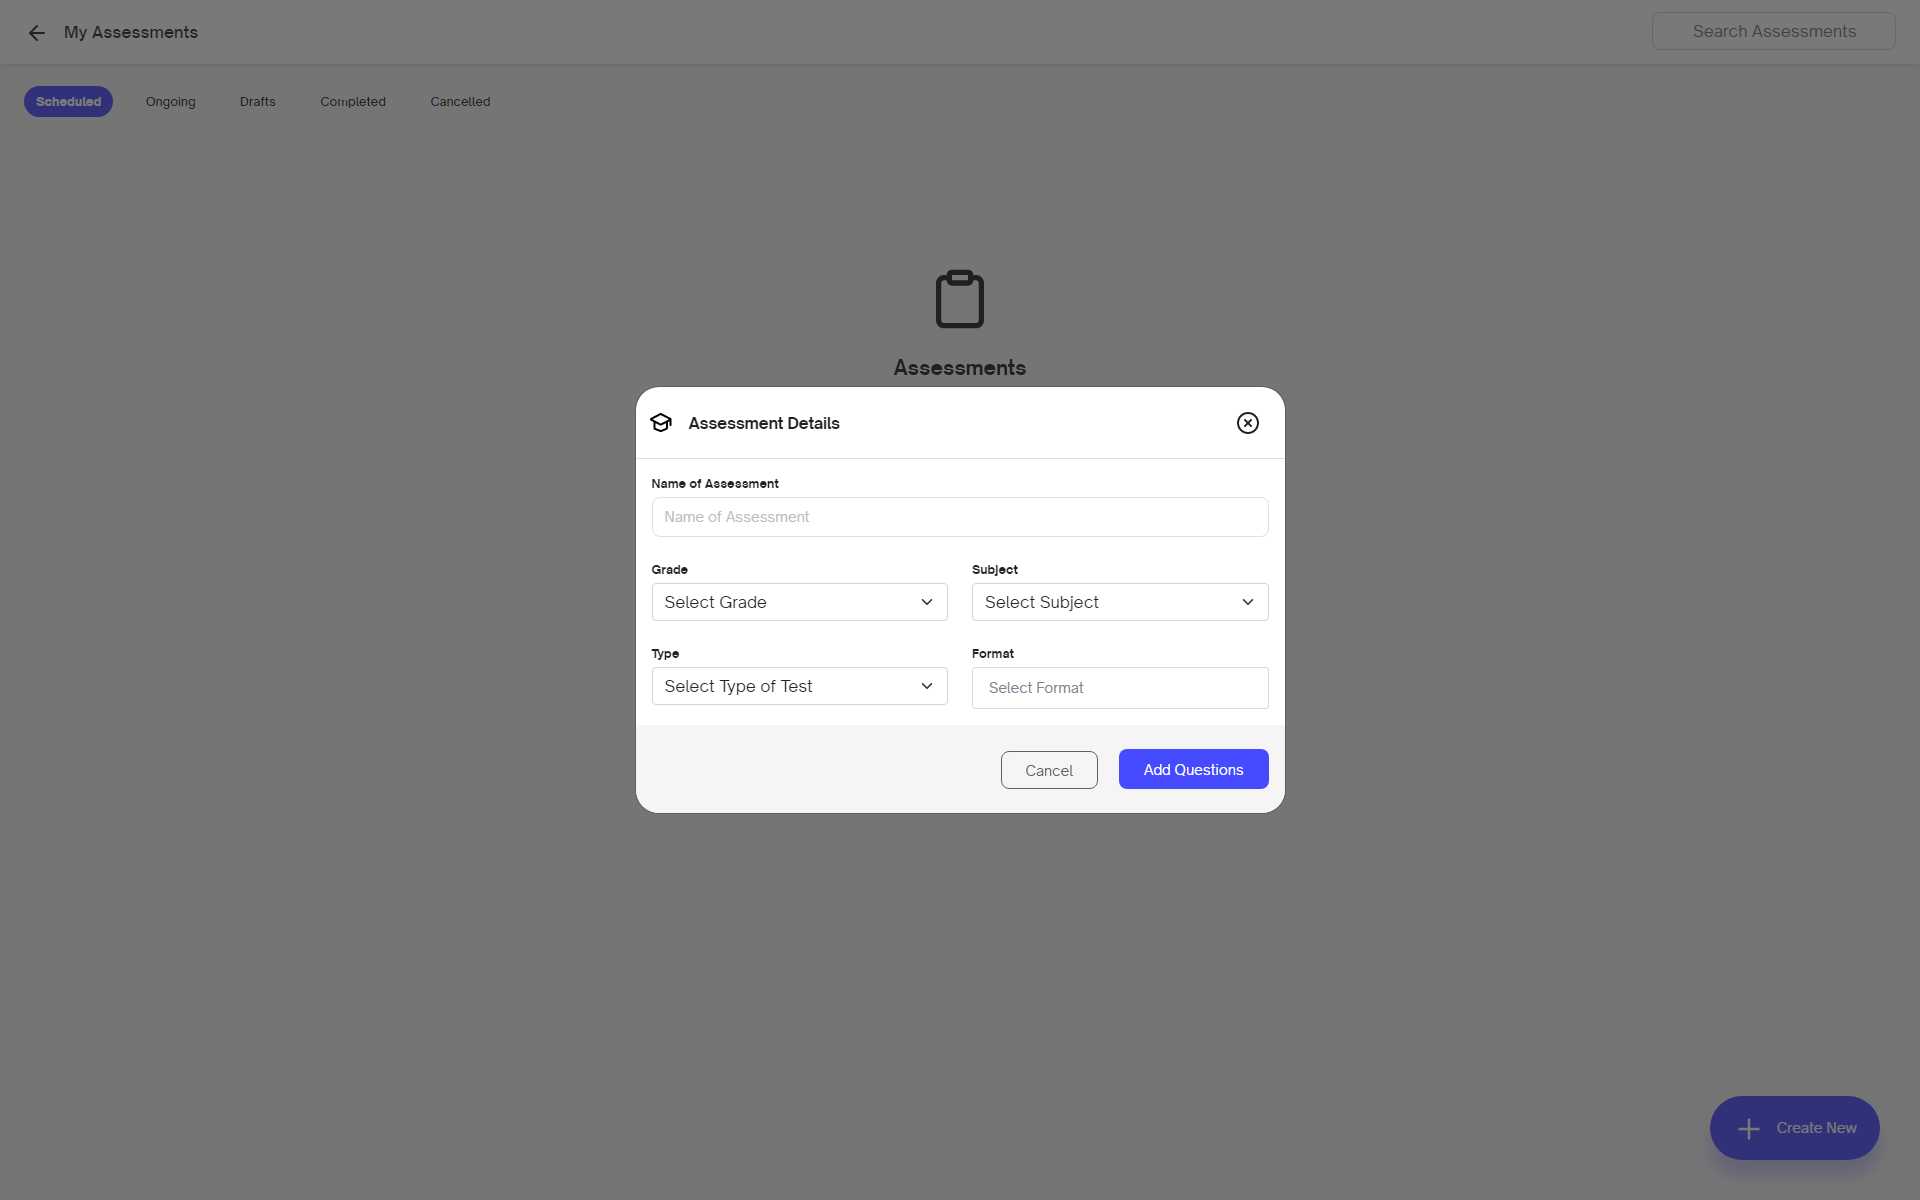 My Assessments
Search Assessments
Scheduled
Ongoing
Drafts
Completed
Cancelled
Assessments
Assessment Details
Name of Assessment
Name of Assessment
Grade
Subject
Select Grade
Select Subject
Type
Format
Select Type of Test
Select Format
Cancel
Add Questions
Create New